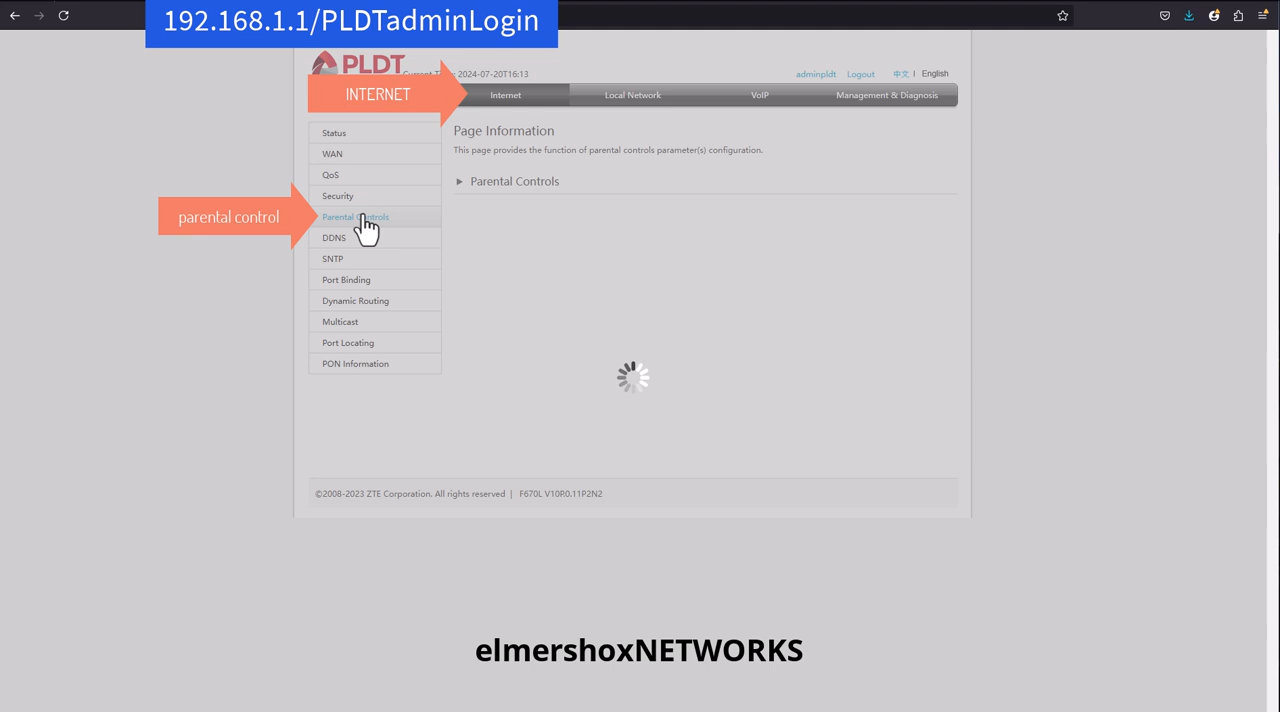 192.168.1.1/PLDTadminLogin
PLDT
2024-07-20T16:13
adminpldt Logout 中文 | English
INTERNET
Internet Local Network VoIP Management & Diagnosis
Status
WAN
QoS
Security
Parental Controls
DDNS
SNTP
Port Binding
Dynamic Routing
Multicast
Port Locating
PON Information
parental control
Page Information
This page provides the function of parental controls parameter(s) configuration.
Parental Controls
©2008-2023 ZTE Corporation. All rights reserved | F670L V10P.0.11P2N2
elmershoxNETWORKS